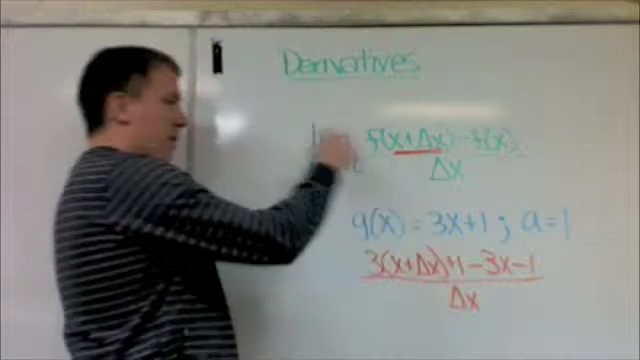 Derivatives
f(x+Δx)-f(x)
Δx
g(x) = 3x+1 ; a=1
3(x+Δx)+1-3x-1
Δx